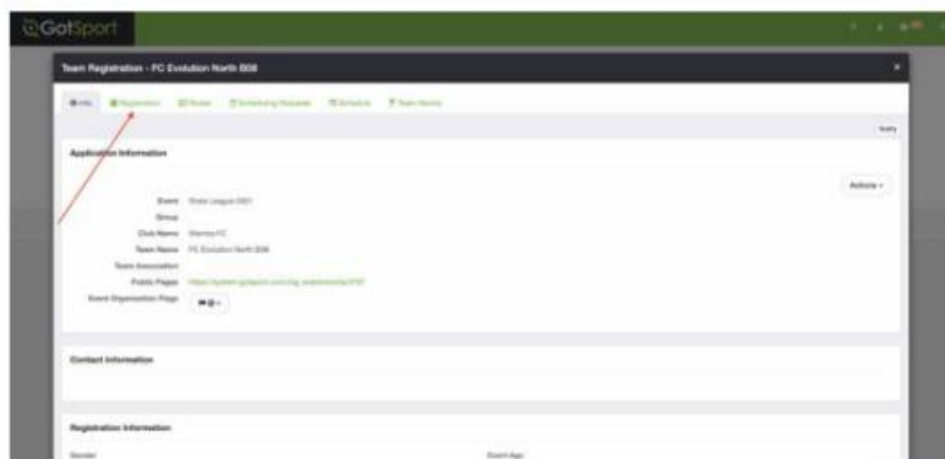 GotSport
Team Registration - FC Evolution North B08
Info Registration Roster Scheduling Requests Schedule Team History
Notify
Application Information
Actions
Event State League
Group
Club Name FC
Team Name FC Evolution North B08
Team Association
Public Pages
Event Organization Flags
Contact Information
Registration Information
Gender Event Age